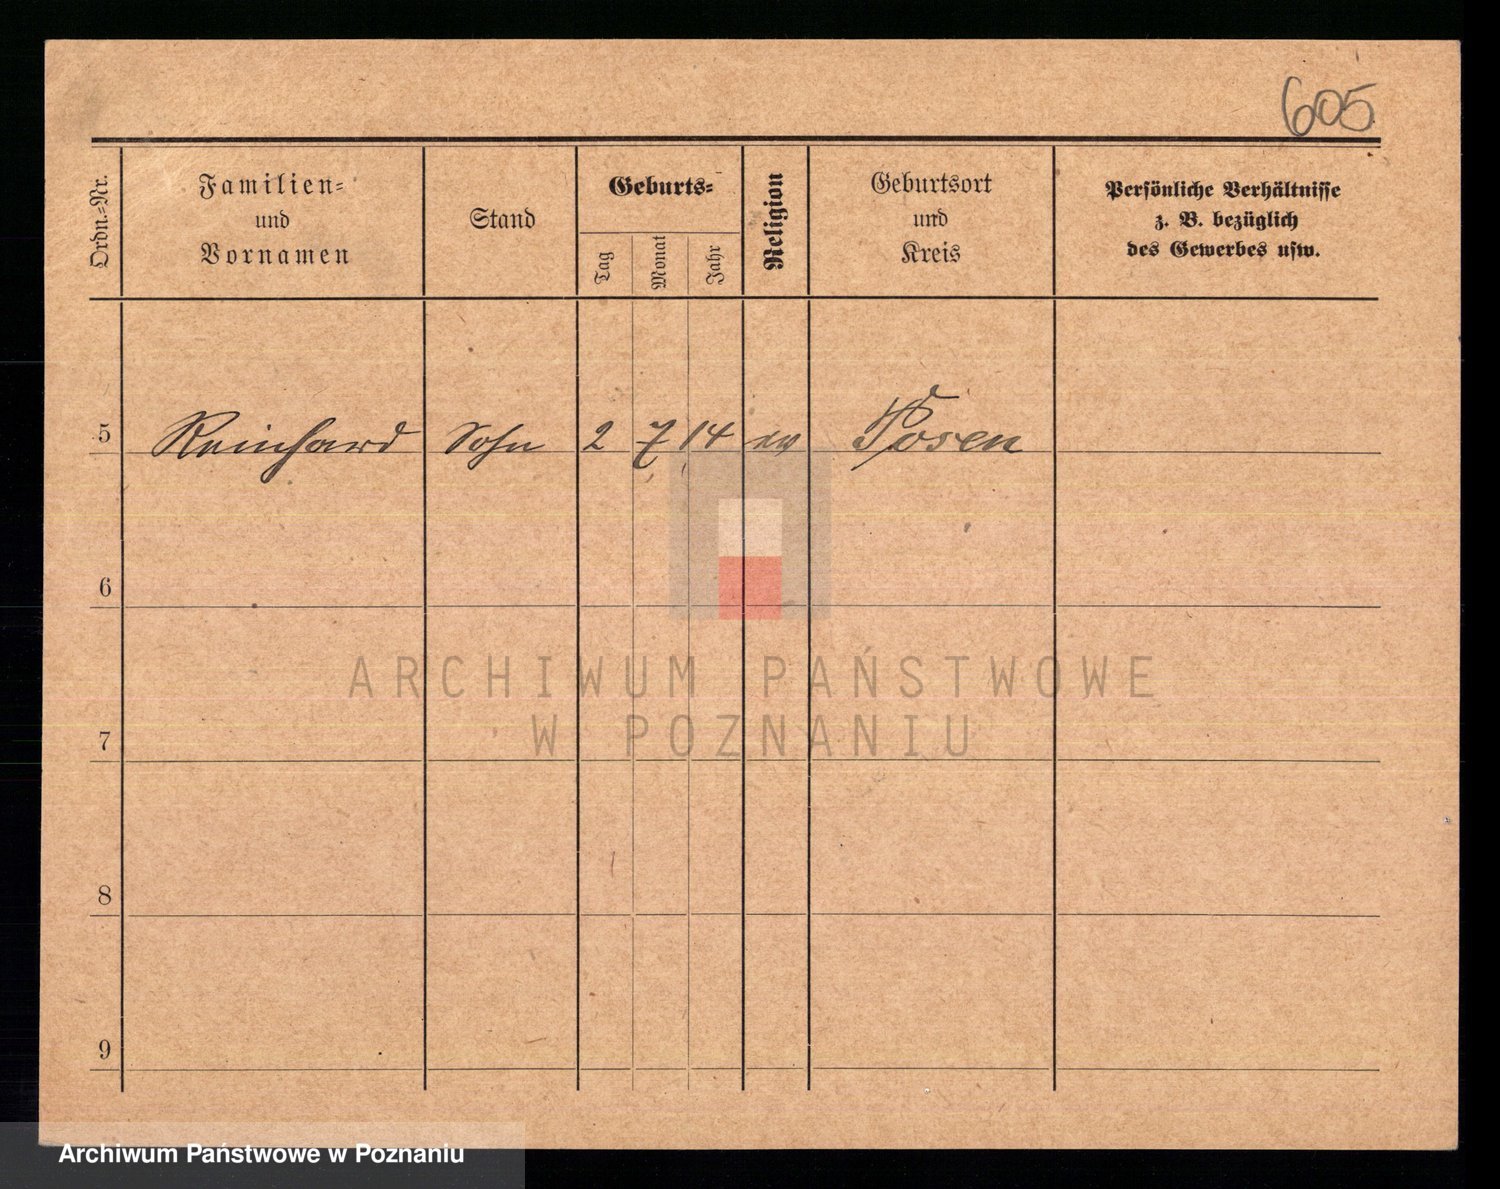 605
Ordn.=Nr.
Familien=
und
Vornamen
Stand
Geburts=
Tag
Monat
Jahr
Religion
Geburtsort
und
Kreis
Persönliche Verhältnisse
z. B. bezüglich
des Gewerbes usw.
5 Reinhard Sohn 2 7 14 ev Posen
6
7
8
9
ARCHIWUM PAŃSTWOWE
W POZNANIU
Archiwum Państwowe w Poznaniu